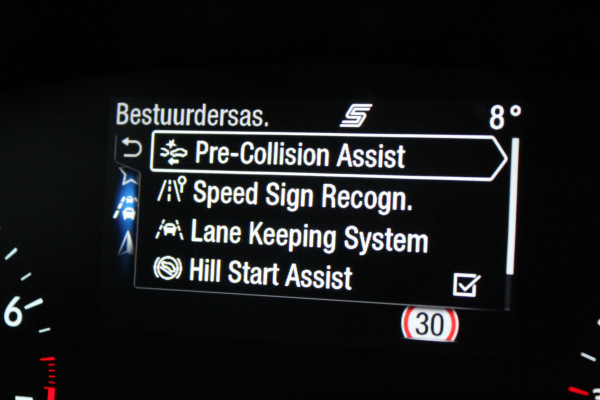 Bestuurdersas. S 8°
Pre-Collision Assist
Speed Sign Recogn.
Lane Keeping System
Hill Start Assist
30
6